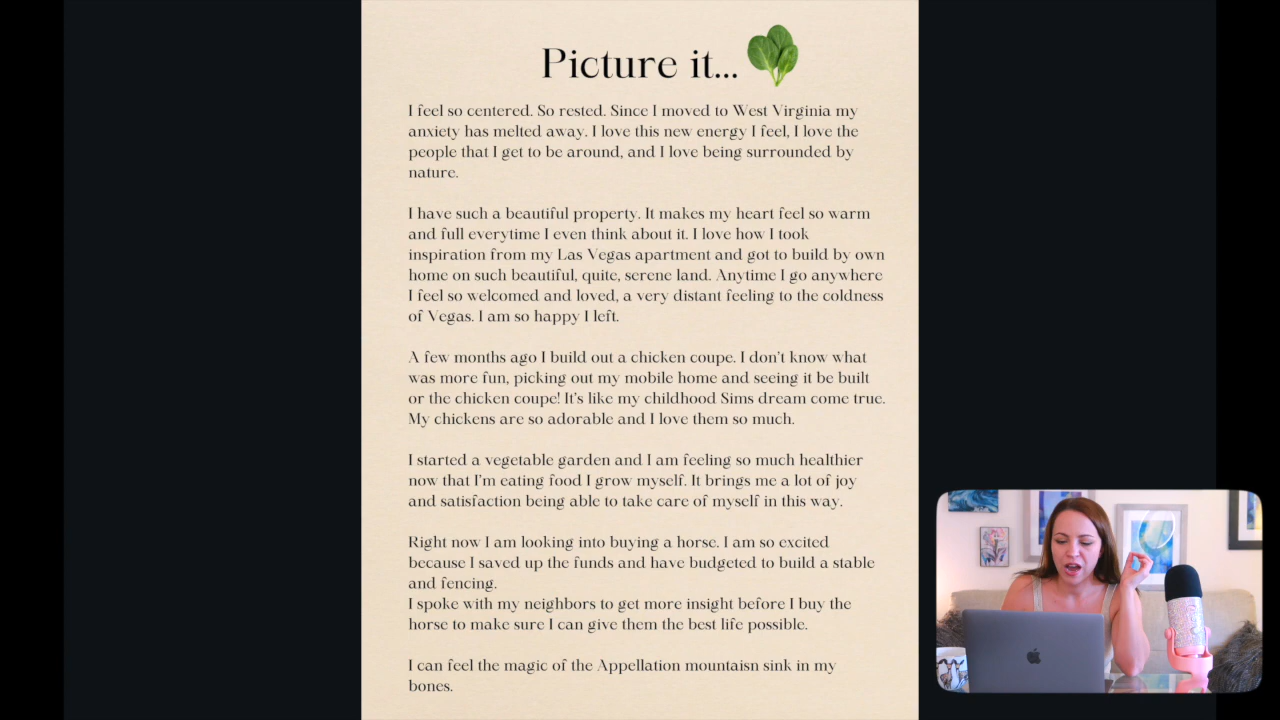 Picture it...
I feel so centered. So rested. Since I moved to West Virginia my
anxiety has melted away. I love this new energy I feel, I love the
people that I get to be around, and I love being surrounded by
nature.
I have such a beautiful property. It makes my heart feel so warm
and full everytime I even think about it. I love how I took
inspiration from my Las Vegas apartment and got to build by own
home on such beautiful, quite, serene land. Anytime I go anywhere
I feel so welcomed and loved, a very distant feeling to the coldness
of Vegas. I am so happy I left.
A few months ago I build out a chicken coupe. I don't know what
was more fun, picking out my mobile home and seeing it be built
or the chicken coupe! It's like my childhood Sims dream come true.
My chickens are so adorable and I love them so much.
I started a vegetable garden and I am feeling so much healthier
now that I'm eating food I grow myself. It brings me a lot of joy
and satisfaction being able to take care of myself in this way.
Right now I am looking into buying a horse. I am so excited
because I saved up the funds and have budgeted to build a stable
and fencing.
I spoke with my neighbors to get more insight before I buy the
horse to make sure I can give them the best life possible.
I can feel the magic of the Appellation mountaisn sink in my
bones.